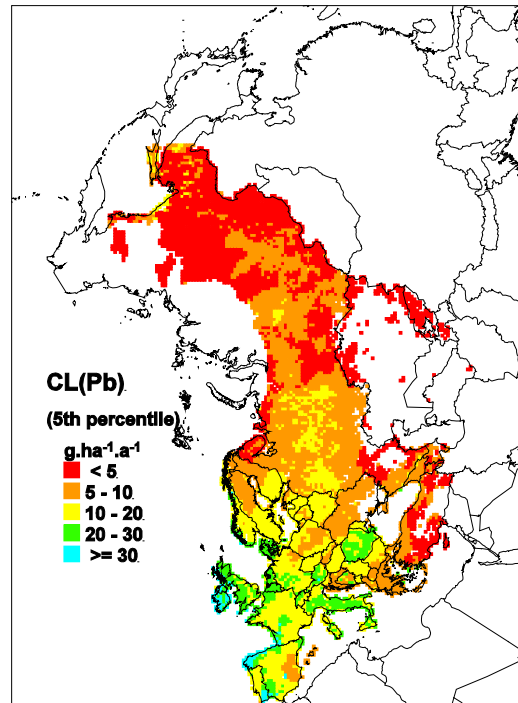 CL(Pb)
(5th percentile)
g.ha⁻¹.a⁻¹
< 5
5 - 10
10 - 20
20 - 30
>= 30